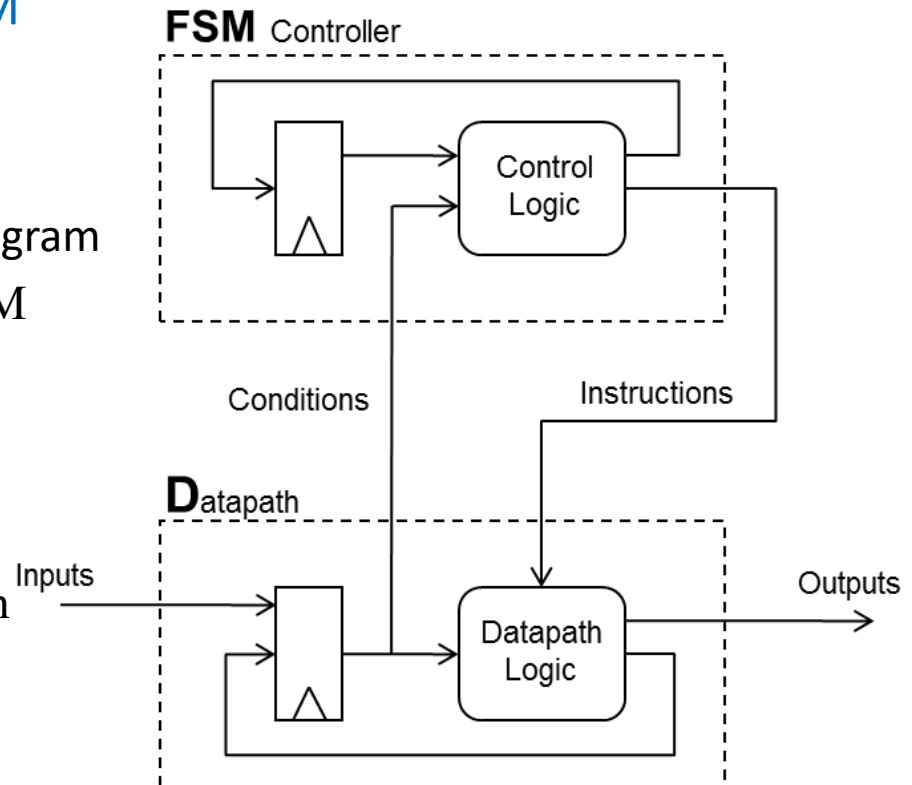 M
FSM Controller
Control
Logic
gram
M
Conditions
Instructions
Datapath
Inputs
n
Datapath
Logic
Outputs